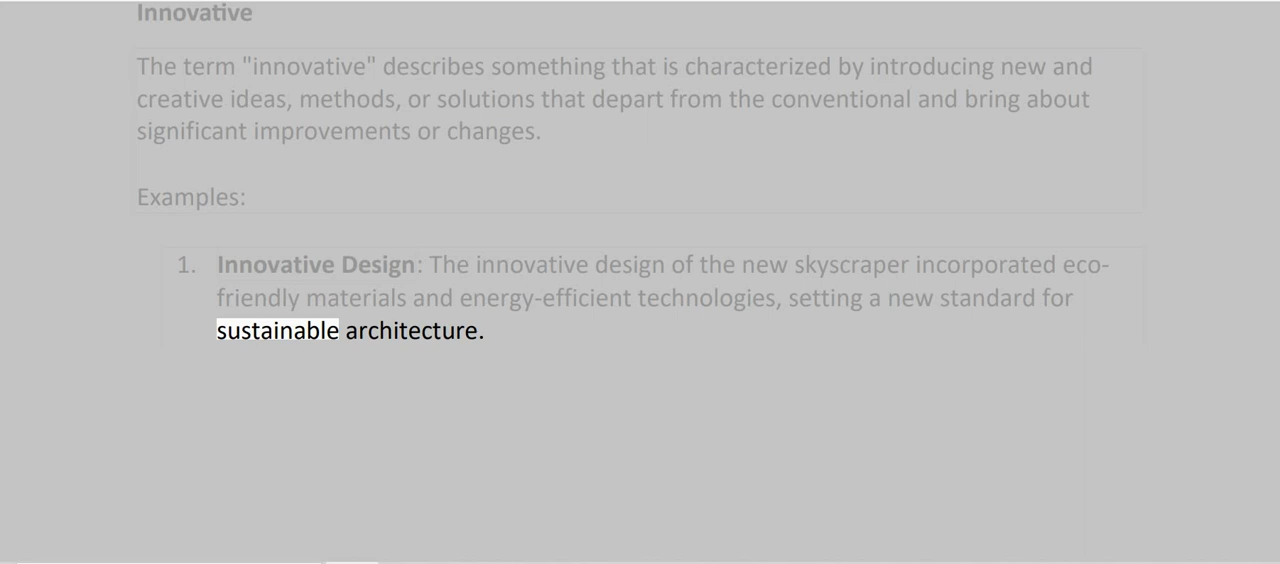 Innovative
The term "innovative" describes something that is characterized by introducing new and
creative ideas, methods, or solutions that depart from the conventional and bring about
significant improvements or changes.
Examples:
1. Innovative Design: The innovative design of the new skyscraper incorporated eco-
friendly materials and energy-efficient technologies, setting a new standard for
sustainable architecture.